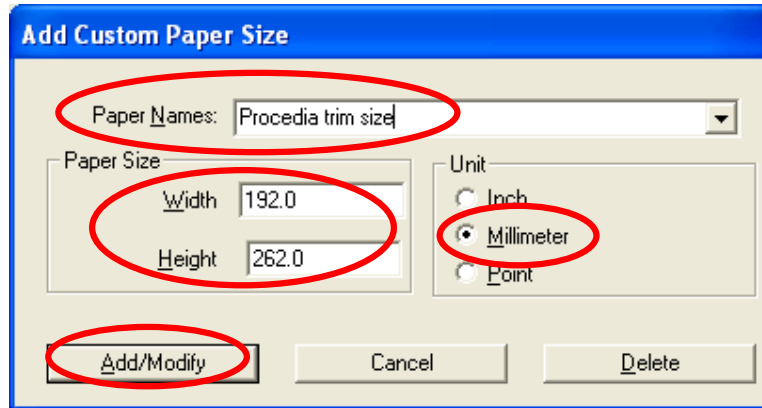 Add Custom Paper Size
Paper Names: Procedia trim size
Paper Size
Width 192.0
Height 262.0
Unit
Inch
Millimeter
Point
Add/Modify Cancel Delete